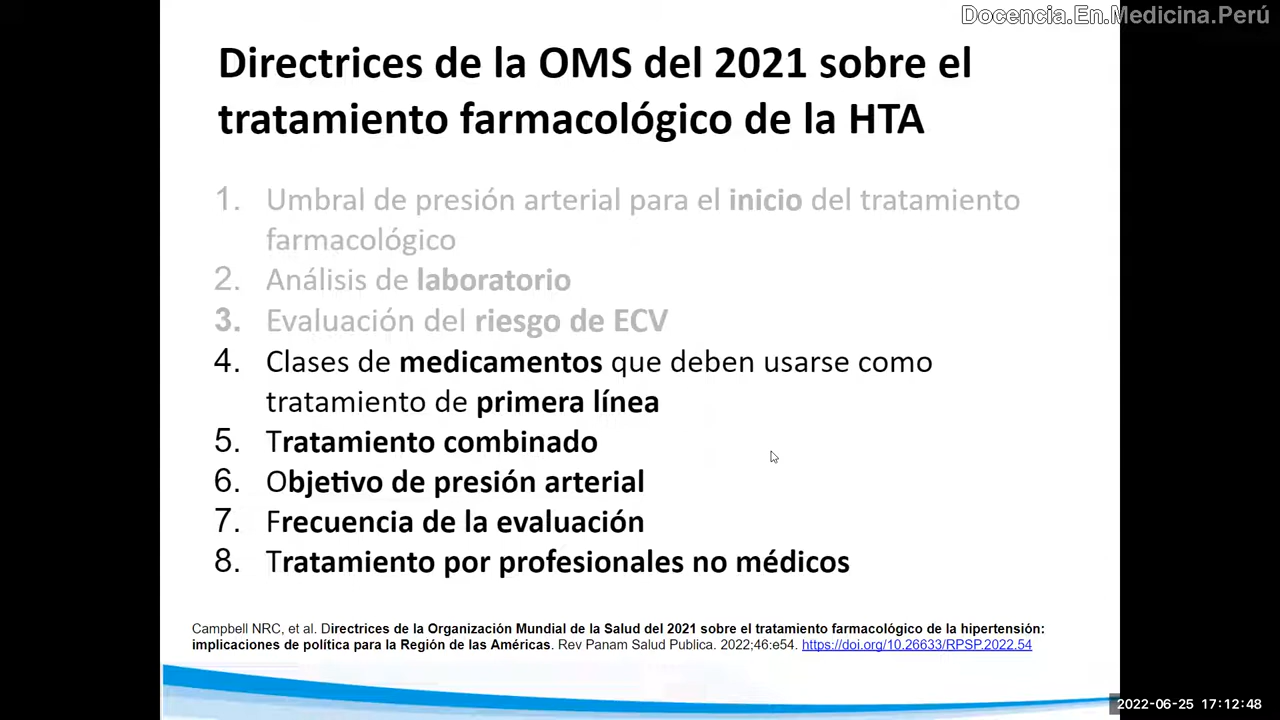 Docencia.En.Medicina.Perú
Directrices de la OMS del 2021 sobre el
tratamiento farmacológico de la HTA
1. Umbral de presión arterial para el inicio del tratamiento
farmacológico
2. Análisis de laboratorio
3. Evaluación del riesgo de ECV
4. Clases de medicamentos que deben usarse como
tratamiento de primera línea
5. Tratamiento combinado
6. Objetivo de presión arterial
7. Frecuencia de la evaluación
8. Tratamiento por profesionales no médicos
Campbell NRC, et al. Directrices de la Organización Mundial de la Salud del 2021 sobre el tratamiento farmacológico de la hipertensión:
implicaciones de política para la Región de las Américas. Rev Panam Salud Publica. 2022;46:e54. https://doi.org/10.26633/RPSP.2022.54
2022-06-25 17:12:48